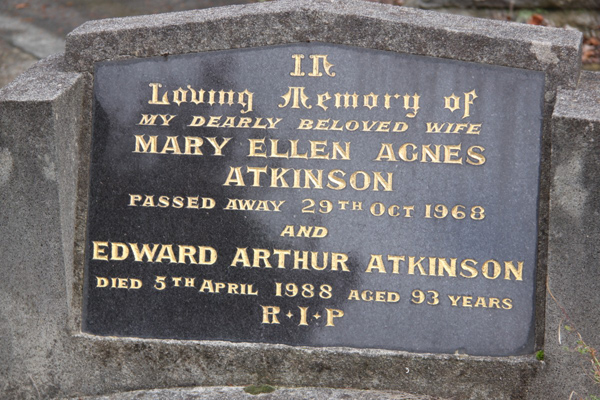 In
Loving Memory of
MY DEARLY BELOVED WIFE
MARY ELLEN AGNES
ATKINSON
PASSED AWAY 29TH OCT 1968
AND
EDWARD ARTHUR ATKINSON
DIED 5TH APRIL 1988 AGED 93 YEARS
R·I·P